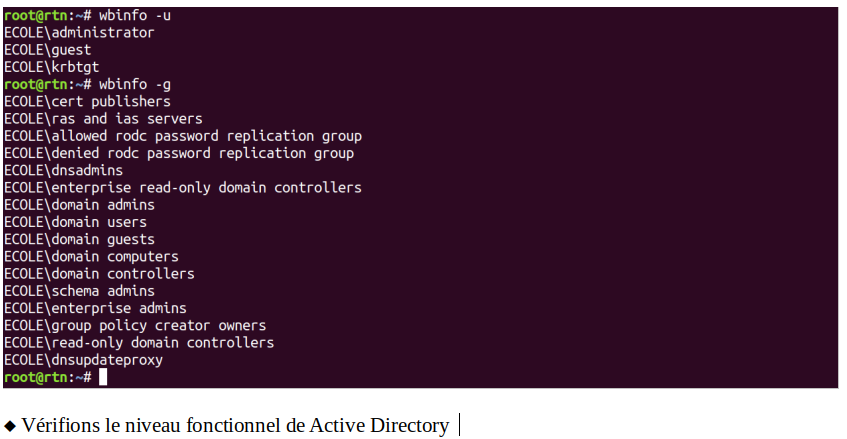 root@rtn:~# wbinfo -u
ECOLE\administrator
ECOLE\guest
ECOLE\krbtgt
root@rtn:~# wbinfo -g
ECOLE\cert publishers
ECOLE\ras and ias servers
ECOLE\allowed rodc password replication group
ECOLE\denied rodc password replication group
ECOLE\dnsadmins
ECOLE\enterprise read-only domain controllers
ECOLE\domain admins
ECOLE\domain users
ECOLE\domain guests
ECOLE\domain computers
ECOLE\domain controllers
ECOLE\schema admins
ECOLE\enterprise admins
ECOLE\group policy creator owners
ECOLE\read-only domain controllers
ECOLE\dnsupdateproxy
root@rtn:~#
◆ Vérifions le niveau fonctionnel de Active Directory